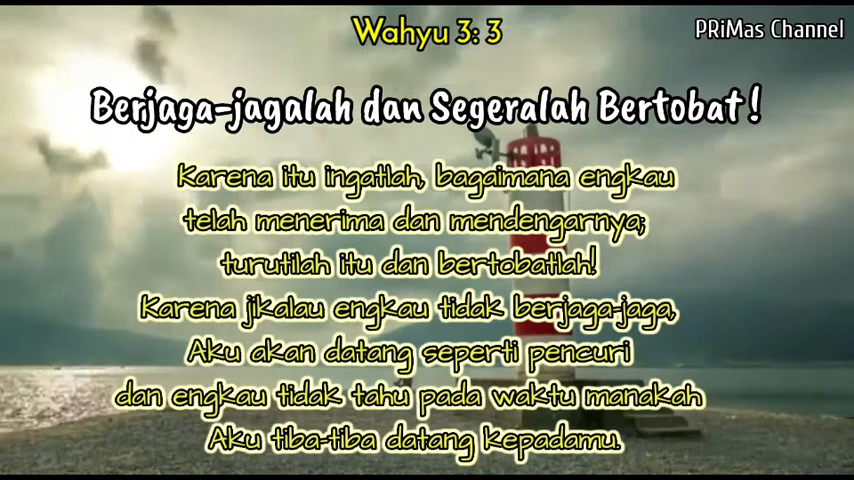 Wahyu 3: 3
PRiMas Channel
Berjaga-jagalah dan Segeralah Bertobat !
Karena itu ingatlah, bagaimana engkau
telah menerima dan mendengarnya;
turutilah itu dan bertobatlah!
Karena jikalau engkau tidak berjaga-jaga,
Aku akan datang seperti pencuri
dan engkau tidak tahu pada waktu manakah
Aku tiba-tiba datang kepadamu.